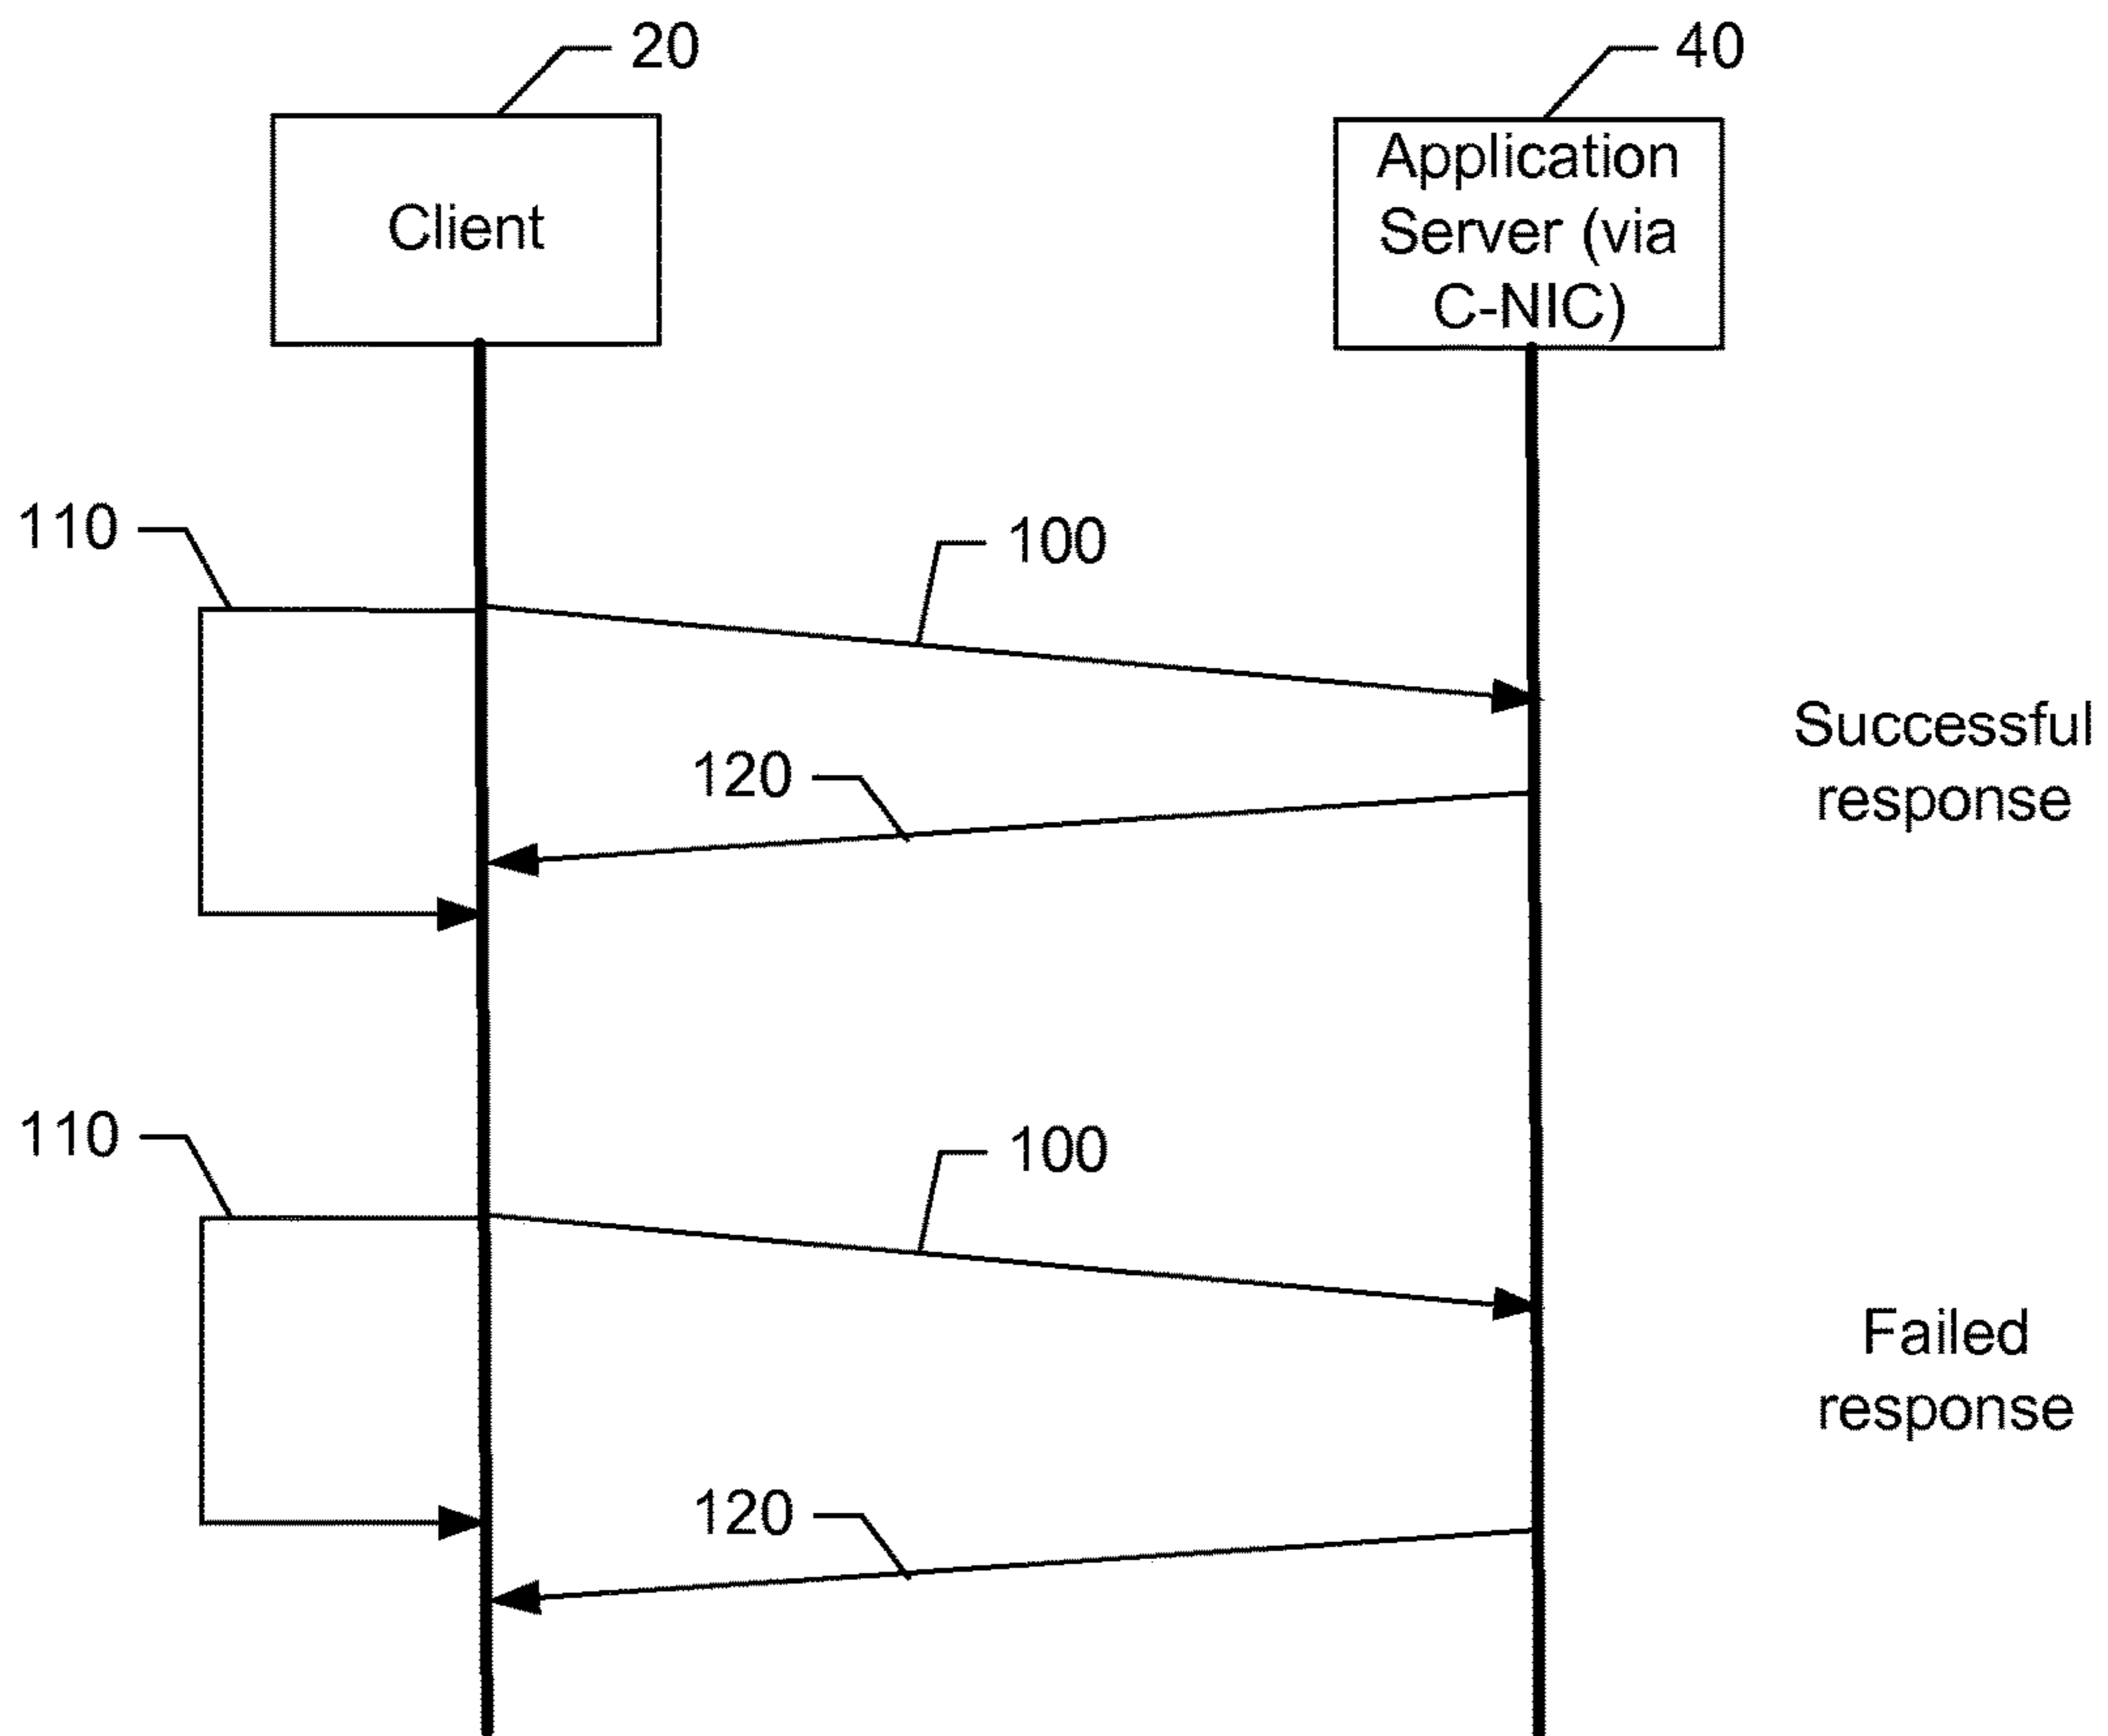 20
40
Client
Application
Server (via
C-NIC)
110
100
Successful
response
120
110
100
Failed
response
120